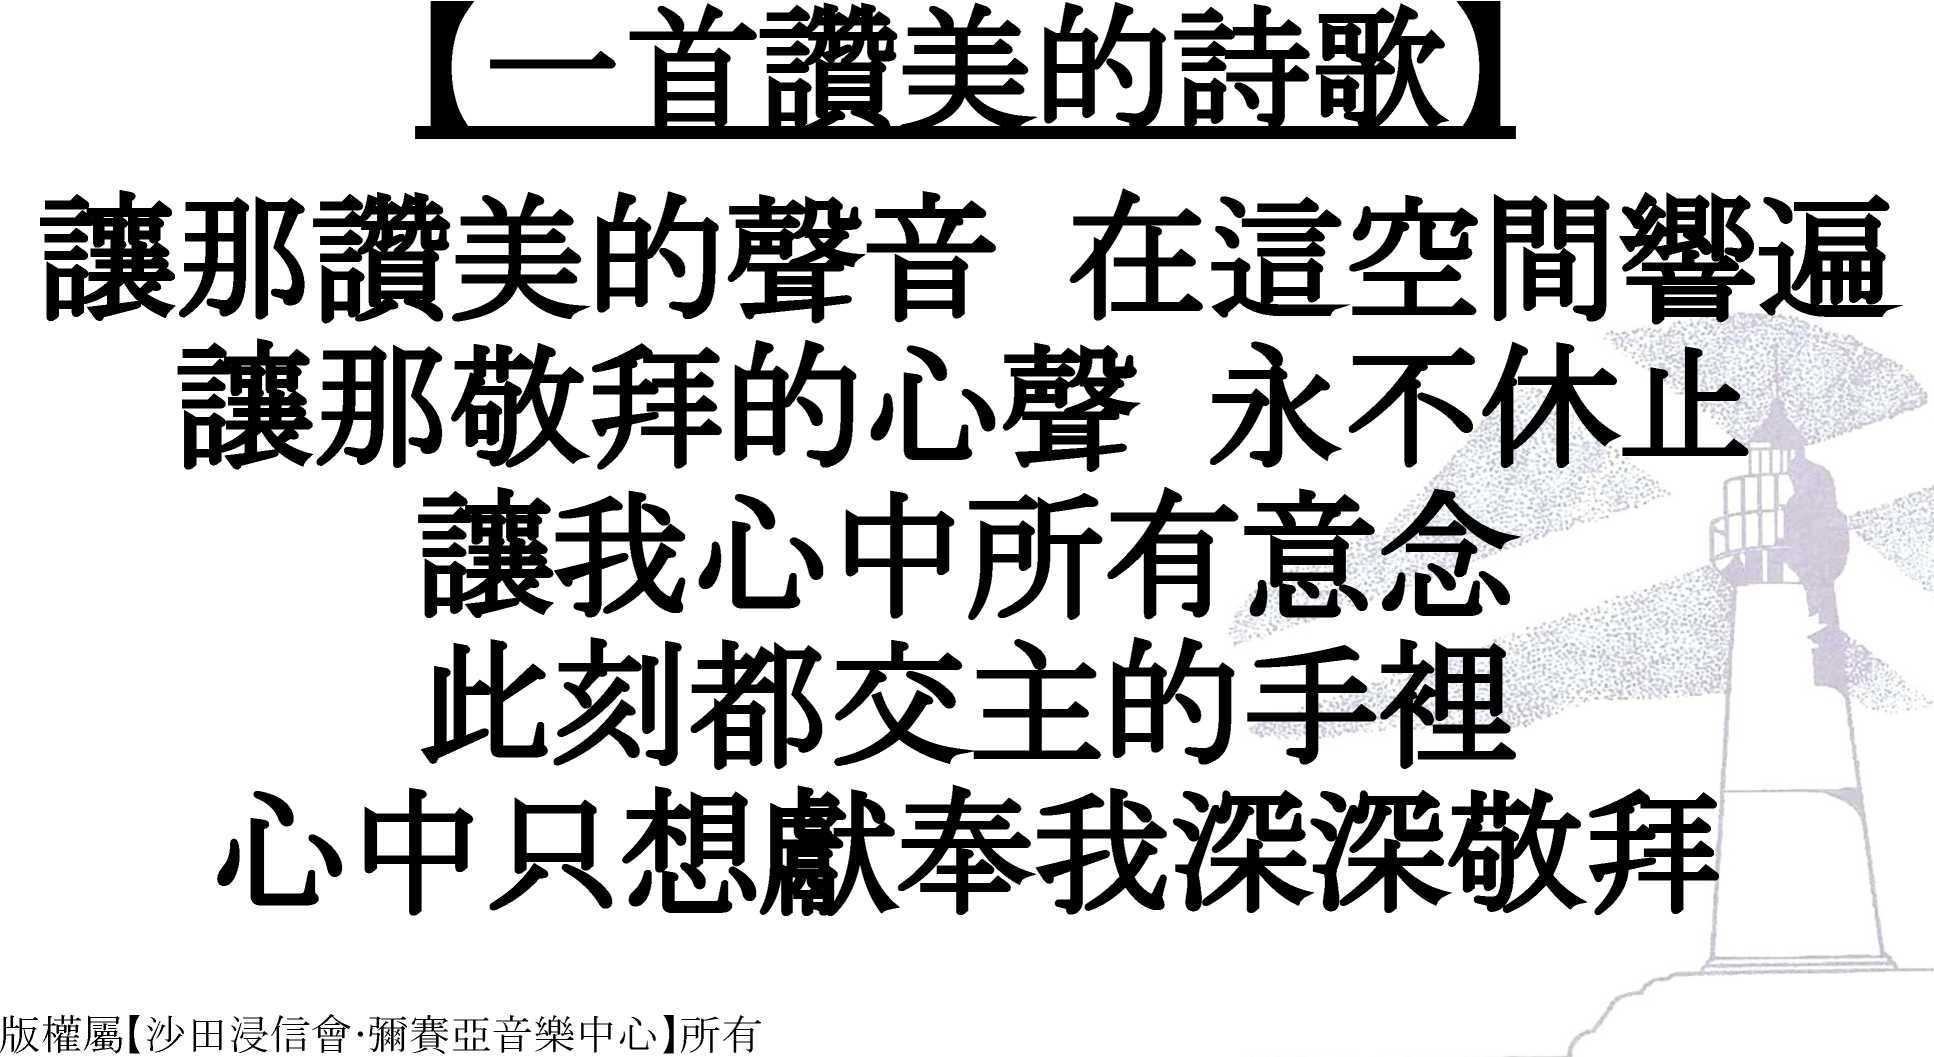 【一首讚美的詩歌】
讓那讚美的聲音 在這空間響遍
讓那敬拜的心聲 永不休止
讓我心中所有意念
此刻都交主的手裡
心中只想獻奉我深深敬拜
版權屬【沙田浸信會·彌賽亞音樂中心】所有